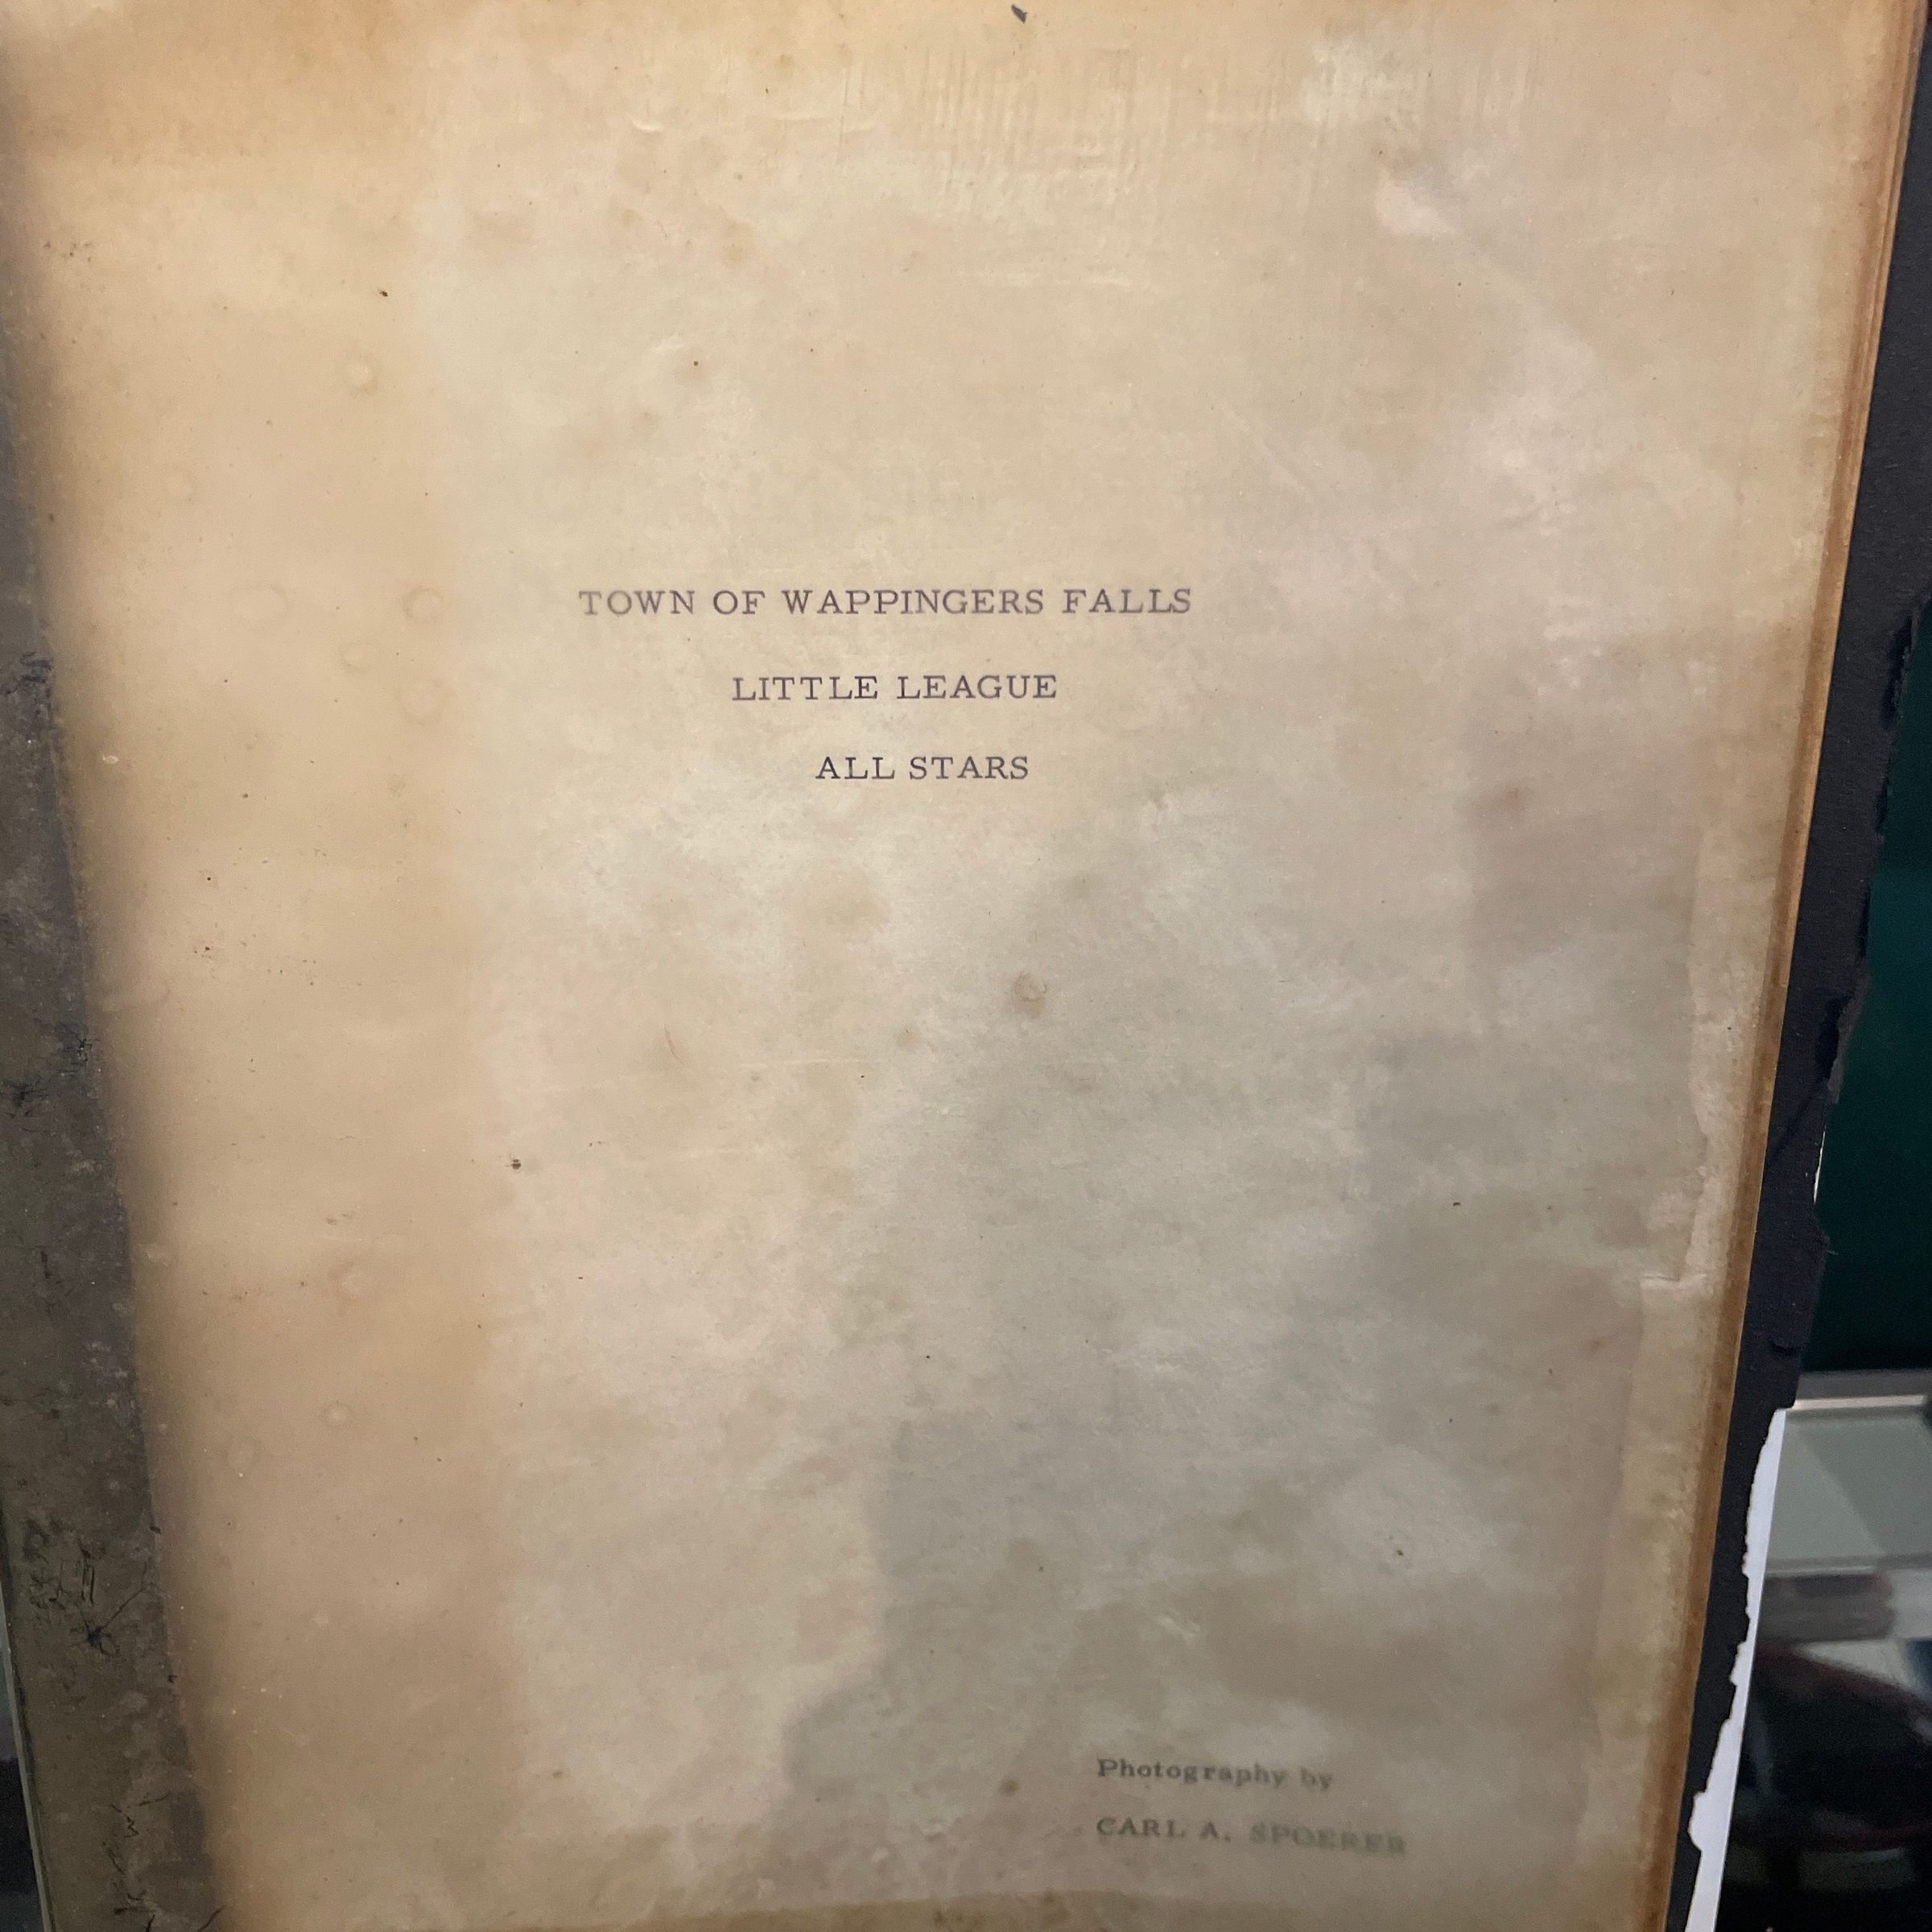 TOWN OF WAPPINGERS FALLS
LITTLE LEAGUE
ALL STARS
Photography by
CARL A. SPOERER